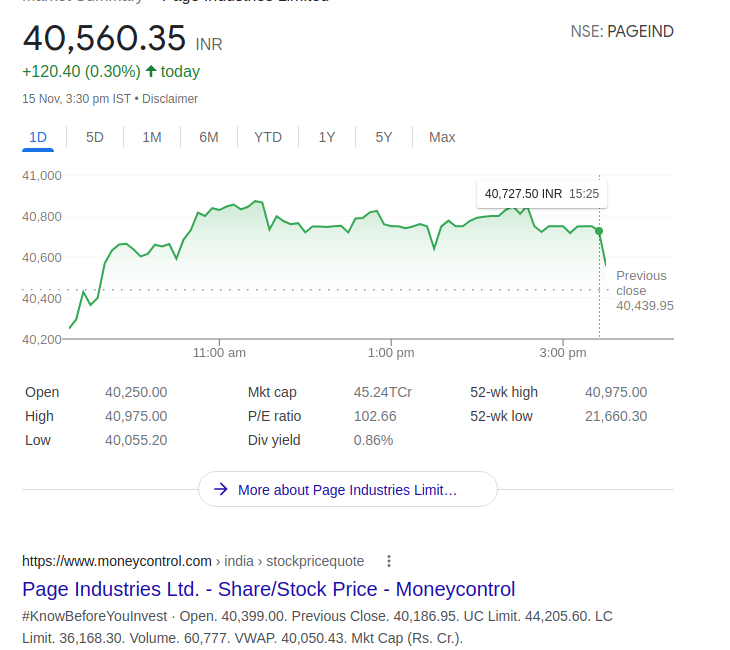 Market Summary > Page Industries Limited
40,560.35 INR
NSE: PAGEIND
+120.40 (0.30%) today
15 Nov, 3:30 pm IST • Disclaimer
1D 5D 1M 6M YTD 1Y 5Y Max
41,000
40,727.50 INR 15:25
40,800
40,600
Previous
close
40,439.95
40,400
40,200
11:00 am 1:00 pm 3:00 pm
Open 40,250.00 Mkt cap 45.24TCr 52-wk high 40,975.00
High 40,975.00 P/E ratio 102.66 52-wk low 21,660.30
Low 40,055.20 Div yield 0.86%
More about Page Industries Limit…
https://www.moneycontrol.com › india › stockpricequote
Page Industries Ltd. - Share/Stock Price - Moneycontrol
#KnowBeforeYouInvest · Open. 40,399.00. Previous Close. 40,186.95. UC Limit. 44,205.60. LC
Limit. 36,168.30. Volume. 60,777. VWAP. 40,050.43. Mkt Cap (Rs. Cr.).